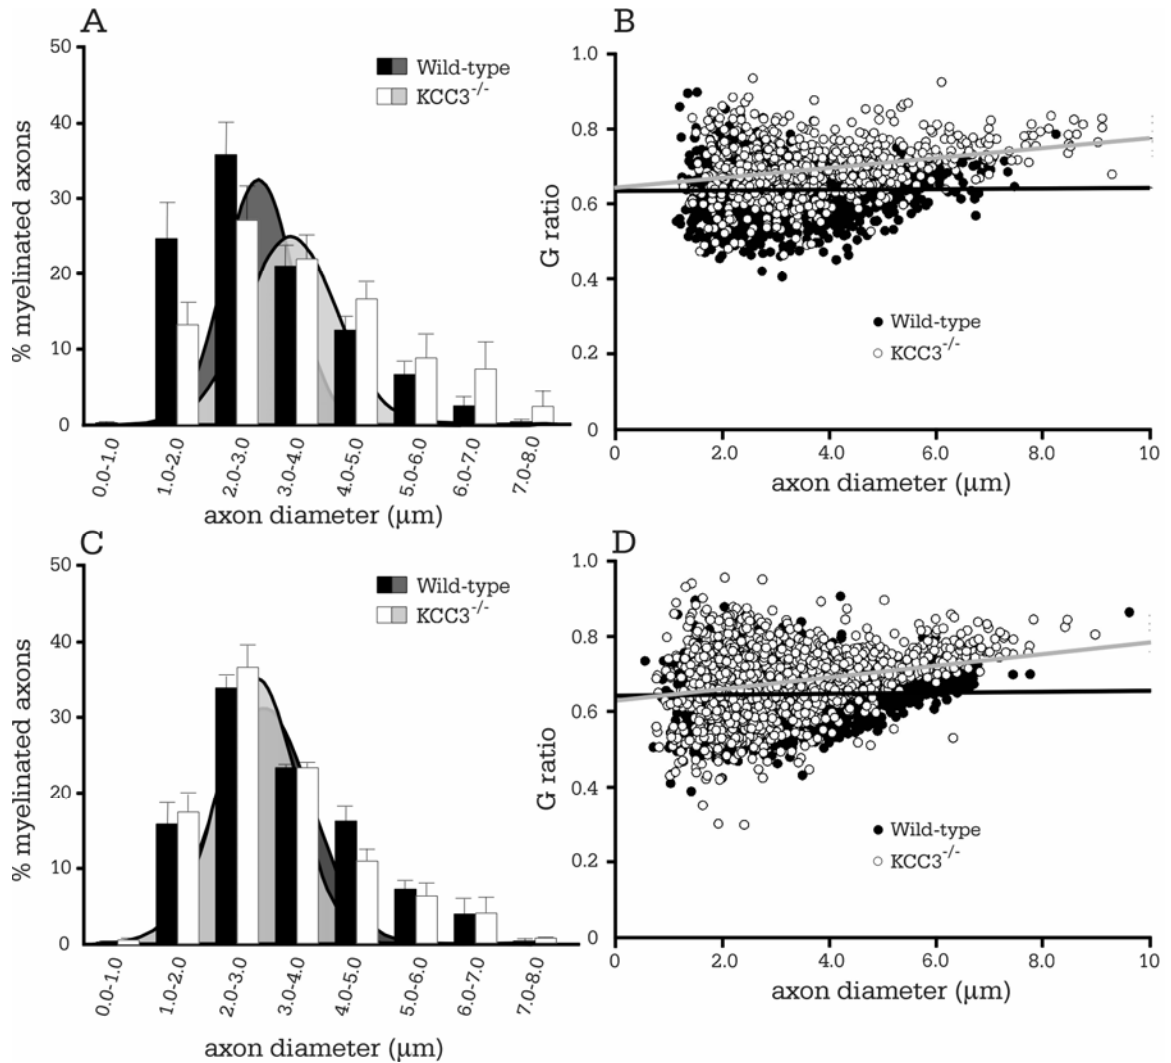 A
50
40
30
20
10
0
% myelinated axons
Wild-type
KCC3-/-
0.0-1.0
1.0-2.0
2.0-3.0
3.0-4.0
4.0-5.0
5.0-6.0
6.0-7.0
7.0-8.0
axon diameter (µm)
B
1.0
0.8
0.6
0.4
0.2
0
G ratio
Wild-type
KCC3-/-
0
2.0
4.0
6.0
8.0
10
axon diameter (µm)
C
50
40
30
20
10
0
% myelinated axons
Wild-type
KCC3-/-
0.0-1.0
1.0-2.0
2.0-3.0
3.0-4.0
4.0-5.0
5.0-6.0
6.0-7.0
7.0-8.0
axon diameter (µm)
D
1.0
0.8
0.6
0.4
0.2
0
G ratio
Wild-type
KCC3-/-
0
2.0
4.0
6.0
8.0
10
axon diameter (µm)